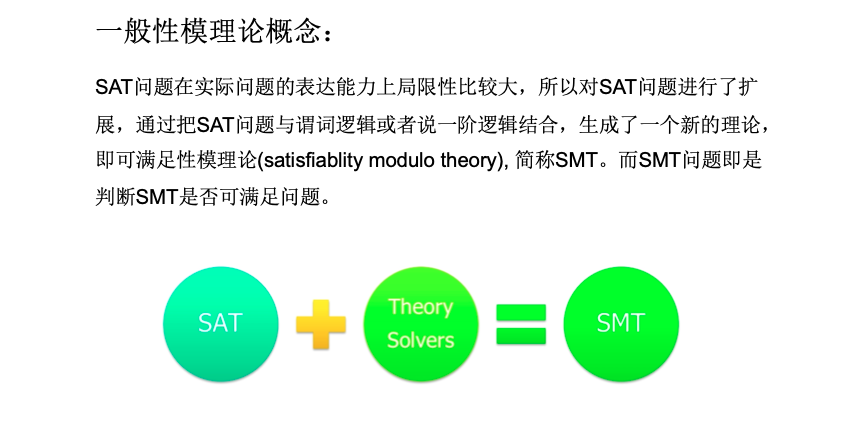 一般性模理论概念：
SAT问题在实际问题的表达能力上局限性比较大，所以对SAT问题进行了扩
展，通过把SAT问题与谓词逻辑或者说一阶逻辑结合，生成了一个新的理论，
即可满足性模理论(satisfiablity modulo theory), 简称SMT。而SMT问题即是
判断SMT是否可满足问题。
SAT
Theory
Solvers
SMT